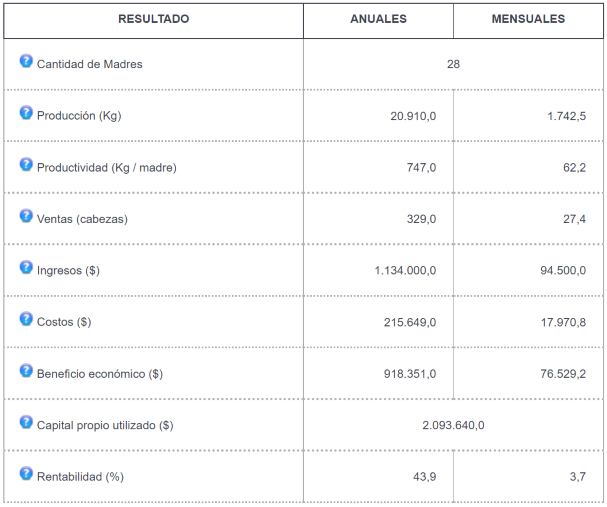 RESULTADO ANUALES MENSUALES
? Cantidad de Madres 28
? Producción (Kg) 20.910,0 1.742,5
? Productividad (Kg / madre) 747,0 62,2
? Ventas (cabezas) 329,0 27,4
? Ingresos ($) 1.134.000,0 94.500,0
? Costos ($) 215.649,0 17.970,8
? Beneficio económico ($) 918.351,0 76.529,2
? Capital propio utilizado ($) 2.093.640,0
? Rentabilidad (%) 43,9 3,7